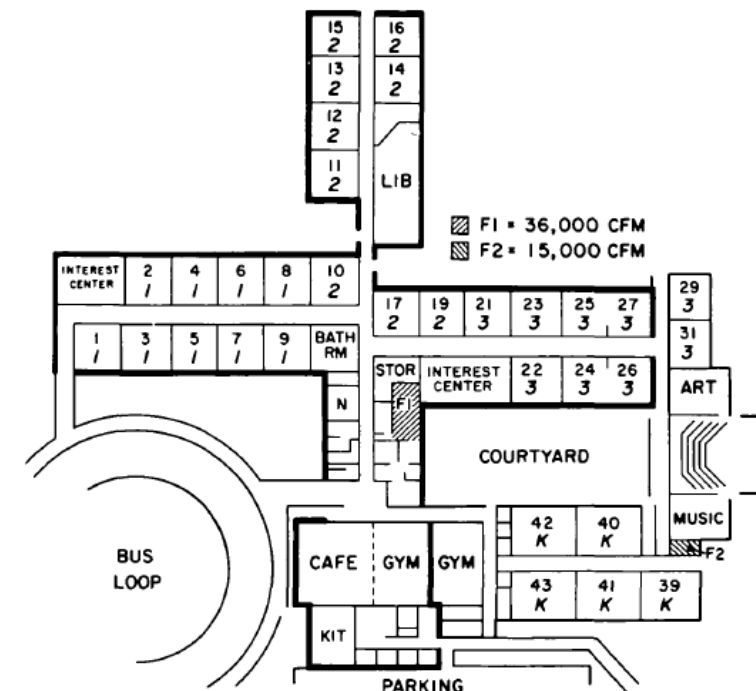 15 16
2 2
13 14
2 2
12
2
11
2
LIB
F1 = 36,000 CFM
F2 = 15,000 CFM
INTEREST CENTER
2 4 6 8 10
1 1 1 1 2
1 3 5 7 9 BATH RM
1 1 1 1 1
17 19 21 23 25 27
2 2 3 3 3 3
29
3
31
3
STOR
INTEREST CENTER
22 24 26
3 3 3
ART
N
F1
COURTYARD
MUSIC
F2
42 40
K K
BUS
LOOP
CAFE GYM GYM
43 41 39
K K K
KIT
PARKING